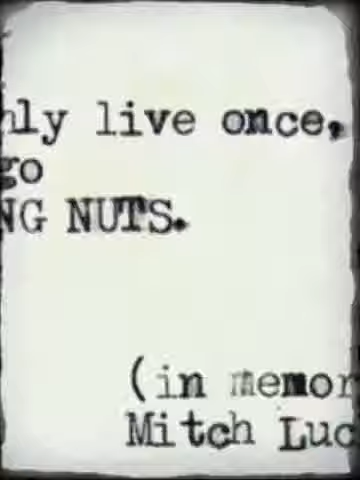 nly live once,
go
NG NUTS.
(in memor
Mitch Luc